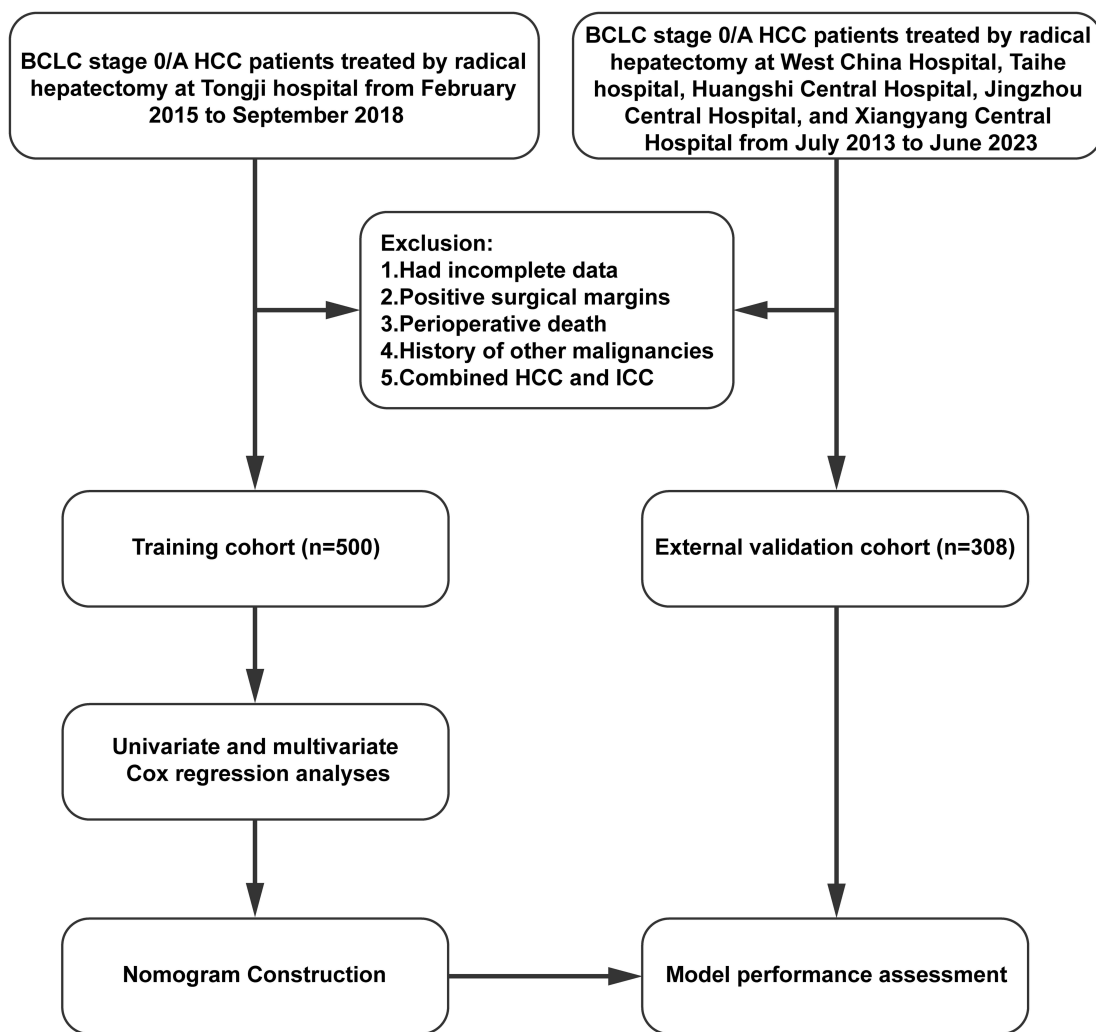 BCLC stage 0/A HCC patients treated by radical
hepatectomy at Tongji hospital from February
2015 to September 2018
BCLC stage 0/A HCC patients treated by radical
hepatectomy at West China Hospital, Taihe
hospital, Huangshi Central Hospital, Jingzhou
Central Hospital, and Xiangyang Central
Hospital from July 2013 to June 2023
Exclusion:
1.Had incomplete data
2.Positive surgical margins
3.Perioperative death
4.History of other malignancies
5.Combined HCC and ICC
Training cohort (n=500)
External validation cohort (n=308)
Univariate and multivariate
Cox regression analyses
Nomogram Construction
Model performance assessment